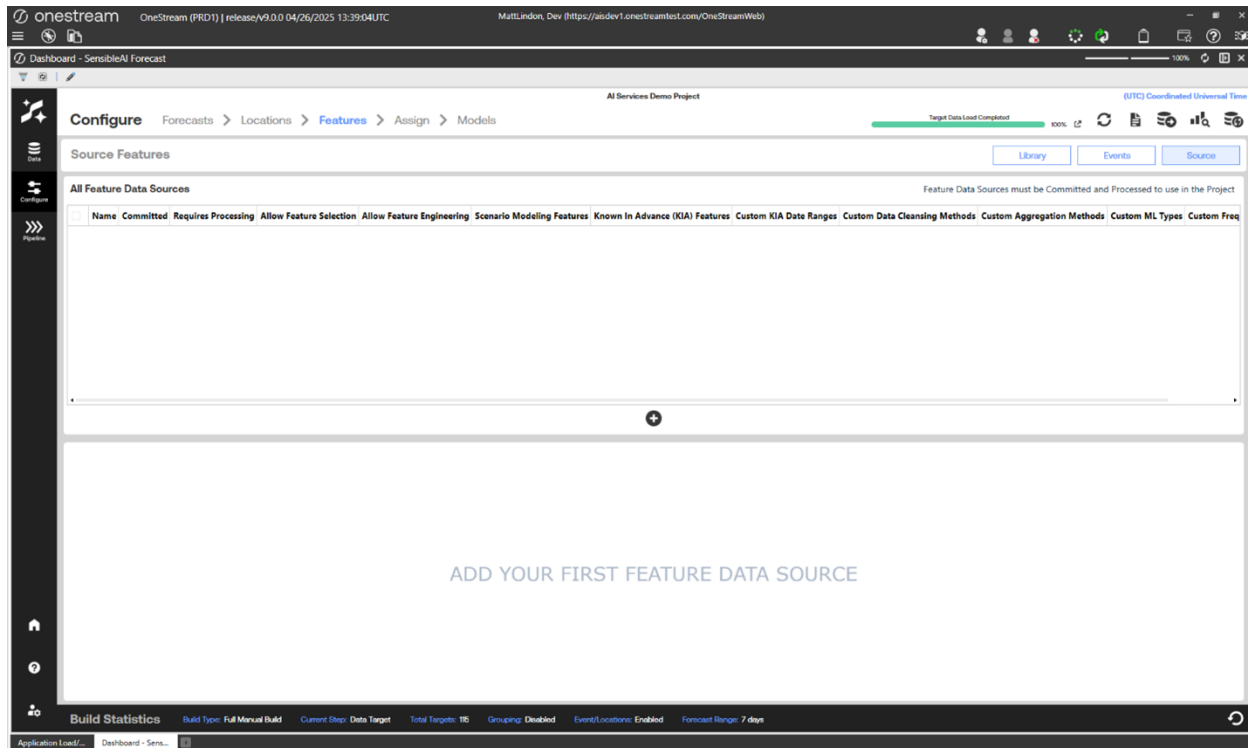 onestream OneStream (PRD1) | release/v9.0.0 04/26/2025 13:39:04UTC MattLindon, Dev (https://aisdev1.onestreamtest.com/OneStreamWeb)
Dashboard - SensibleAI Forecast 100%
AI Services Demo Project (UTC) Coordinated Universal Time
Configure Forecasts > Locations > Features > Assign > Models Target Data Load Completed 100%
Data
Source Features Library Events Source
Configure
All Feature Data Sources Feature Data Sources must be Committed and Processed to use in the Project
Name Committed Requires Processing Allow Feature Selection Allow Feature Engineering Scenario Modeling Features Known In Advance (KIA) Features Custom KIA Date Ranges Custom Data Cleansing Methods Custom Aggregation Methods Custom ML Types Custom Freq
Pipeline
ADD YOUR FIRST FEATURE DATA SOURCE
Build Statistics Build Type: Full Manual Build Current Step: Data Target Total Targets: 115 Grouping: Disabled Event/Locations: Enabled Forecast Range: 7 days
Application Load/... Dashboard - Sens...